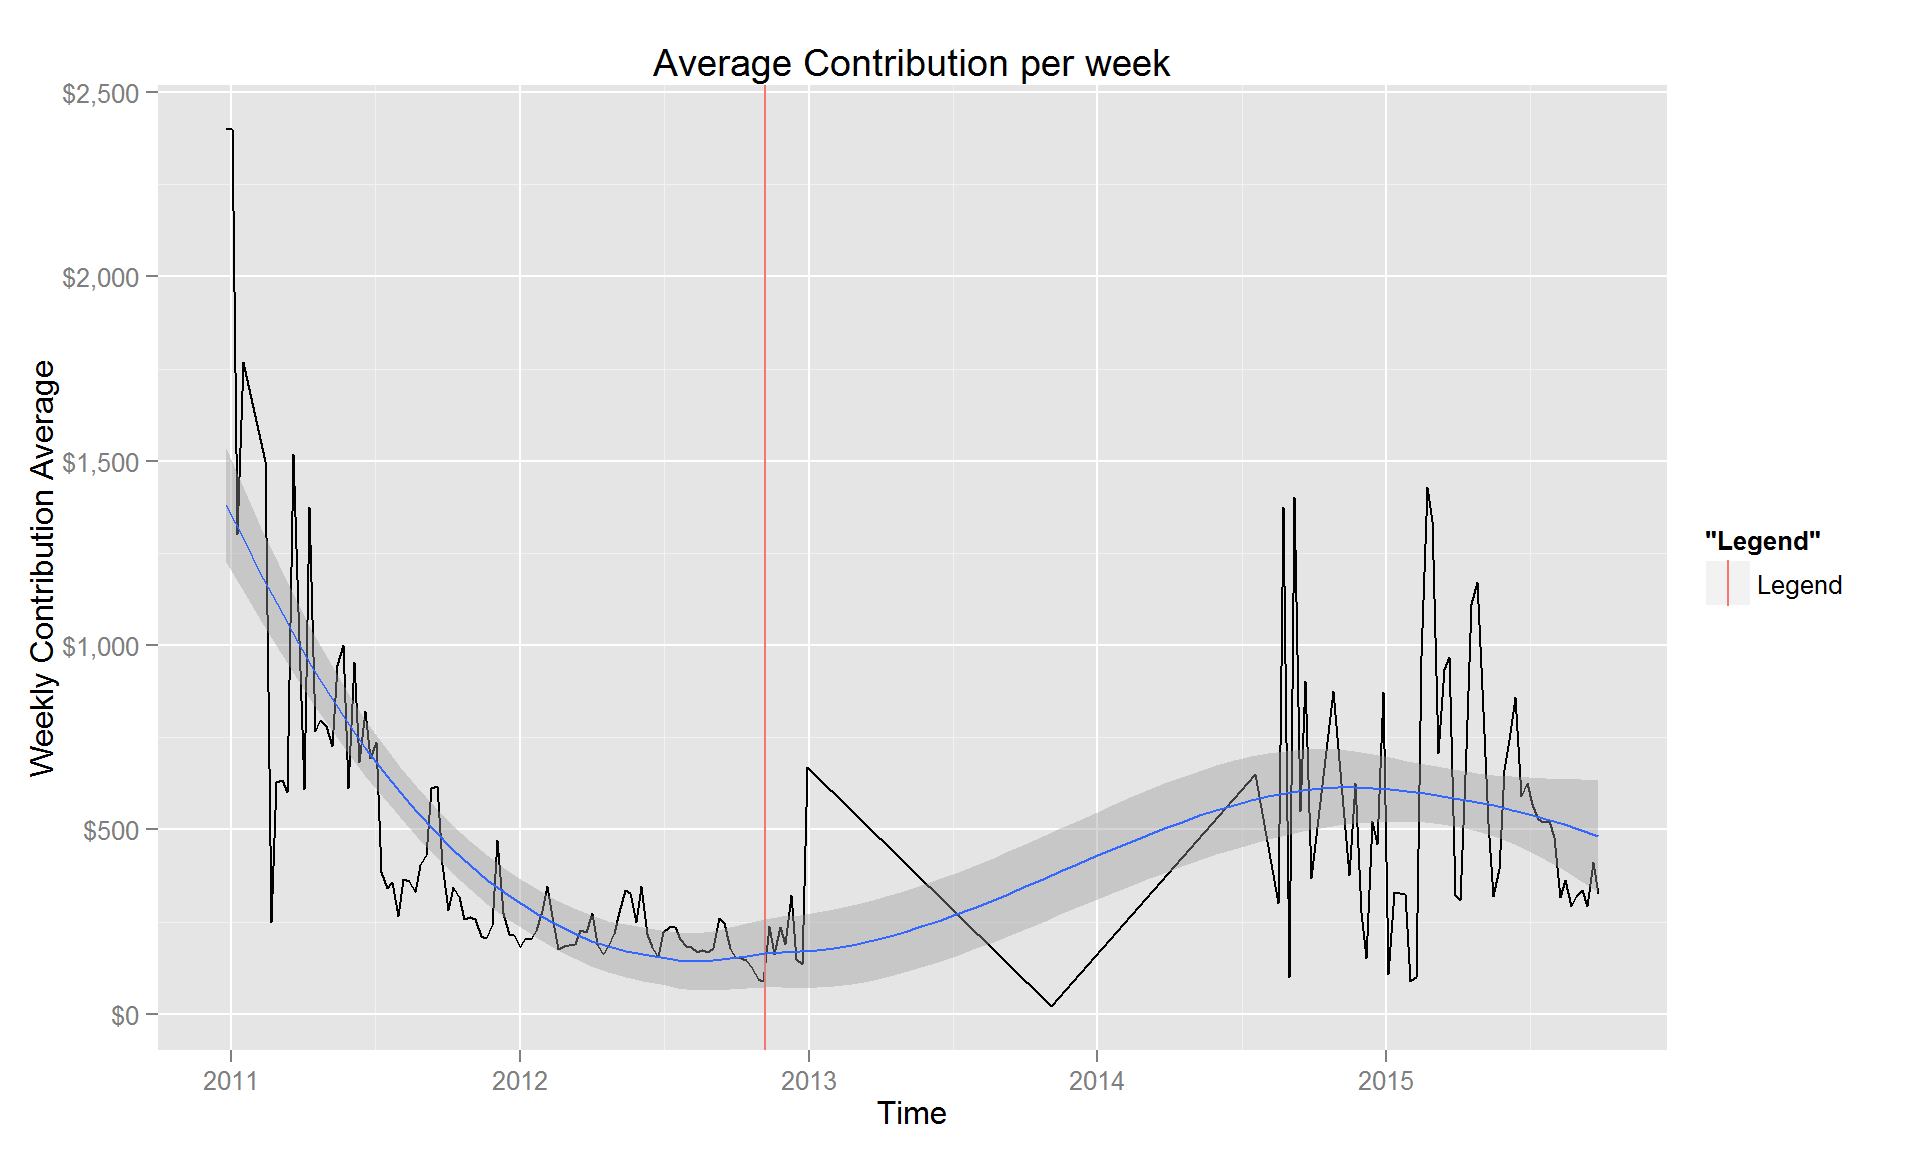 Average Contribution per week
Weekly Contribution Average
$2,500
$2,000
$1,500
$1,000
$500
$0
2011
2012
2013
2014
2015
Time
"Legend"
Legend